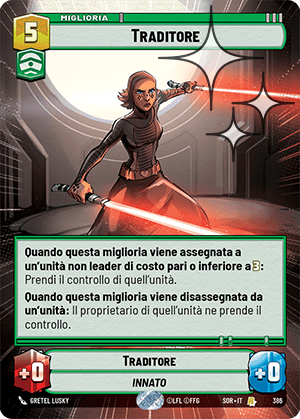 MIGLIORIA
5
TRADITORE
Quando questa miglioria viene assegnata a
un'unità non leader di costo pari o inferiore a 3:
Prendi il controllo di quell'unità.
Quando questa miglioria viene disassegnata da
un'unità: Il proprietario di quell'unità ne prende il
controllo.
TRADITORE
INNATO
+0
+0
GRETEL LUSKY
©LFL ©FFG
SOR • IT
386